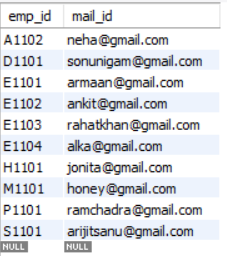 emp_id mail_id
A1102 neha@gmail.com
D1101 sonunigam@gmail.com
E1101 armaan@gmail.com
E1102 ankit@gmail.com
E1103 rahatkhan@gmail.com
E1104 alka@gmail.com
H1101 jonita@gmail.com
M1101 honey@gmail.com
P1101 ramchadra@gmail.com
S1101 arijitsanu@gmail.com
NULL NULL